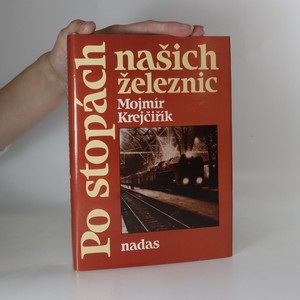 Po stopách
našich
železnic
Mojmír
Krejčiřík
nadas